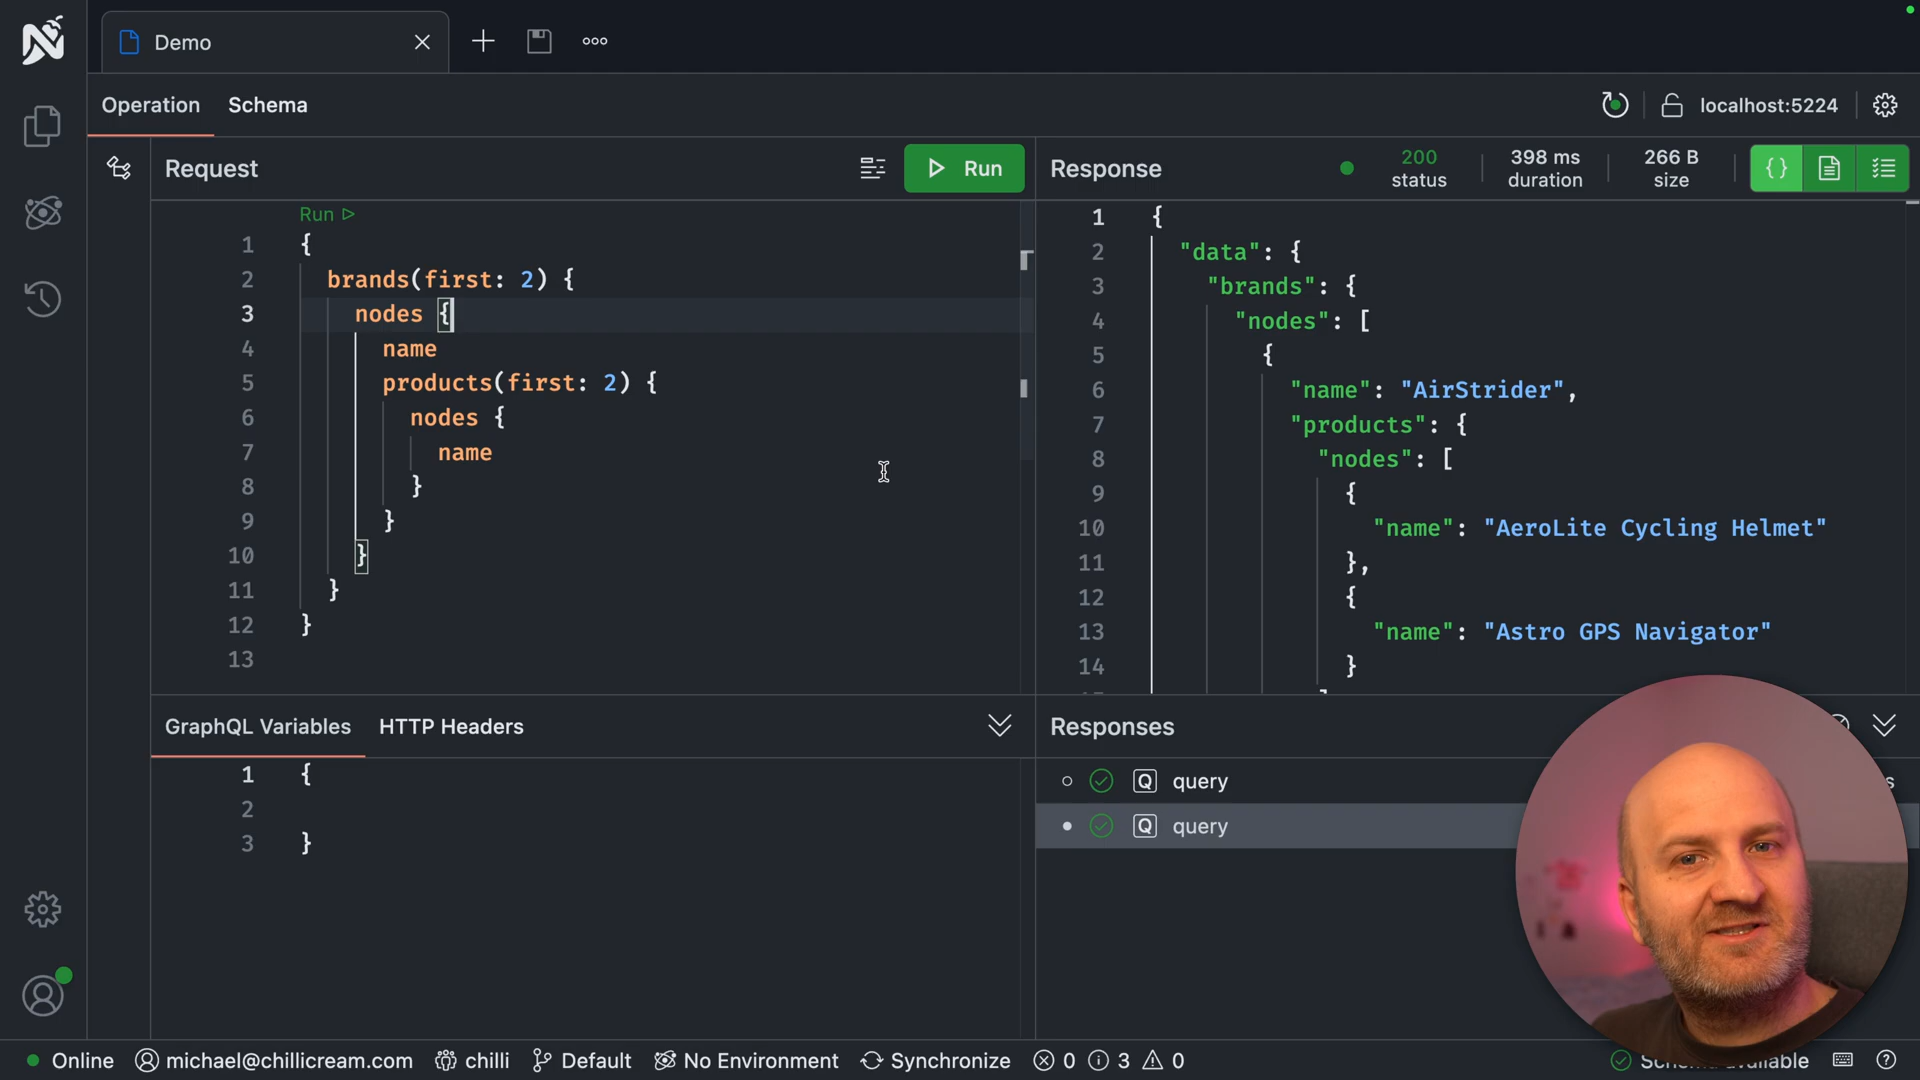 Demo
Operation Schema
localhost:5224
Request
Run
Response
200 status
398 ms duration
266 B size
Run
1 {
2 brands(first: 2) {
3 nodes {
4 name
5 products(first: 2) {
6 nodes {
7 name
8 }
9 }
10 }
11 }
12 }
13
1 {
2 "data": {
3 "brands": {
4 "nodes": [
5 {
6 "name": "AirStrider",
7 "products": {
8 "nodes": [
9 {
10 "name": "AeroLite Cycling Helmet"
11 },
12 {
13 "name": "Astro GPS Navigator"
14 }
GraphQL Variables HTTP Headers
1 {
2
3 }
Responses
Q query
Q query
Online michael@chillicream.com chilli Default No Environment Synchronize 0 3 0